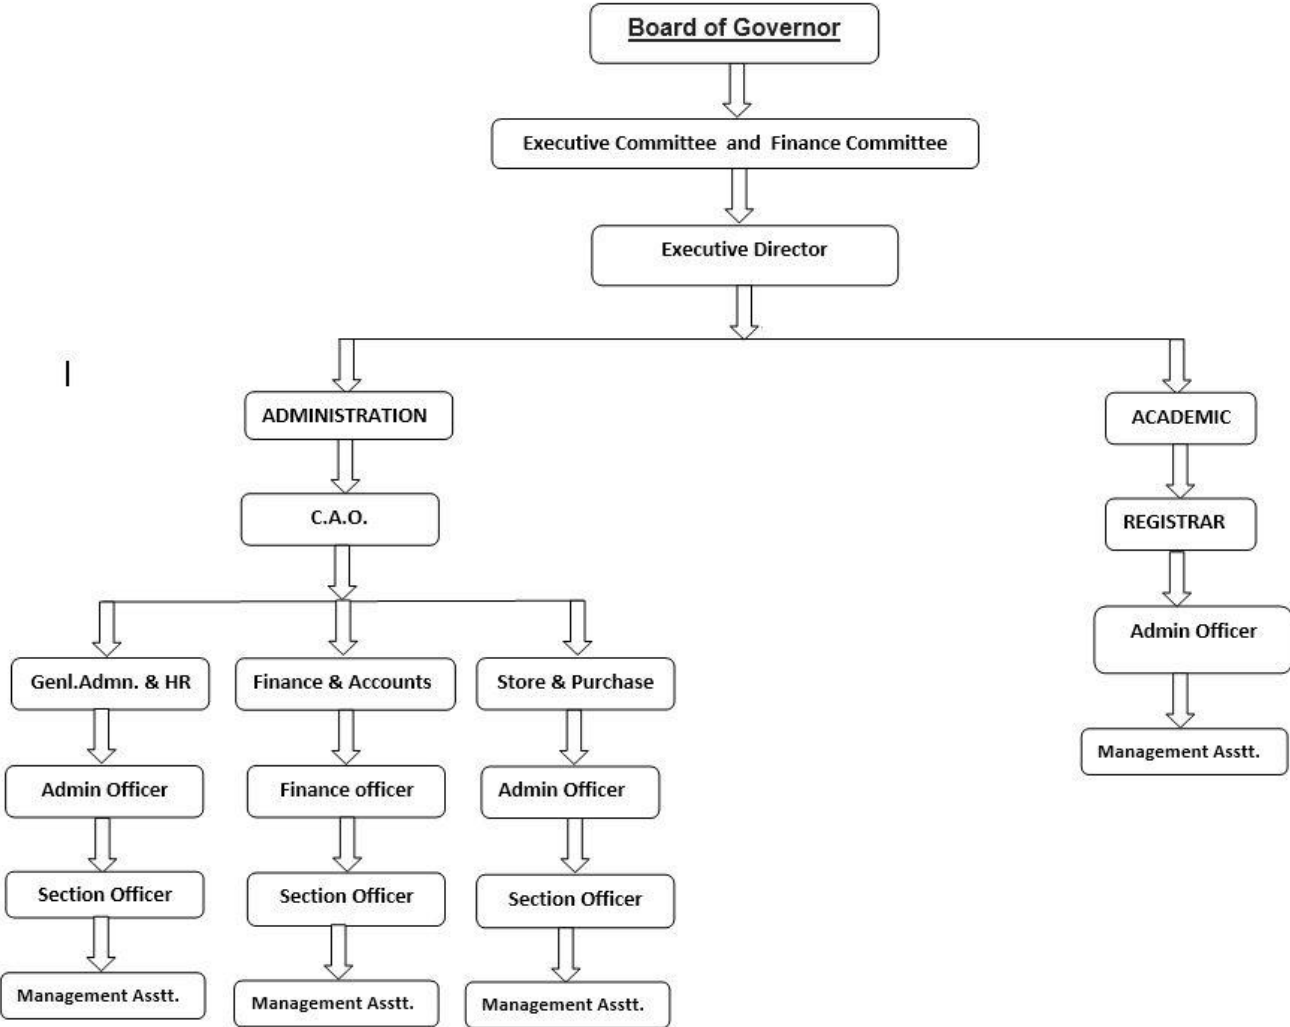 Board of Governor
Executive Committee and Finance Committee
Executive Director
ADMINISTRATION
ACADEMIC
C.A.O.
REGISTRAR
Admin Officer
Genl.Admn. & HR
Finance & Accounts
Store & Purchase
Management Asstt.
Admin Officer
Finance officer
Admin Officer
Section Officer
Section Officer
Section Officer
Management Asstt.
Management Asstt.
Management Asstt.